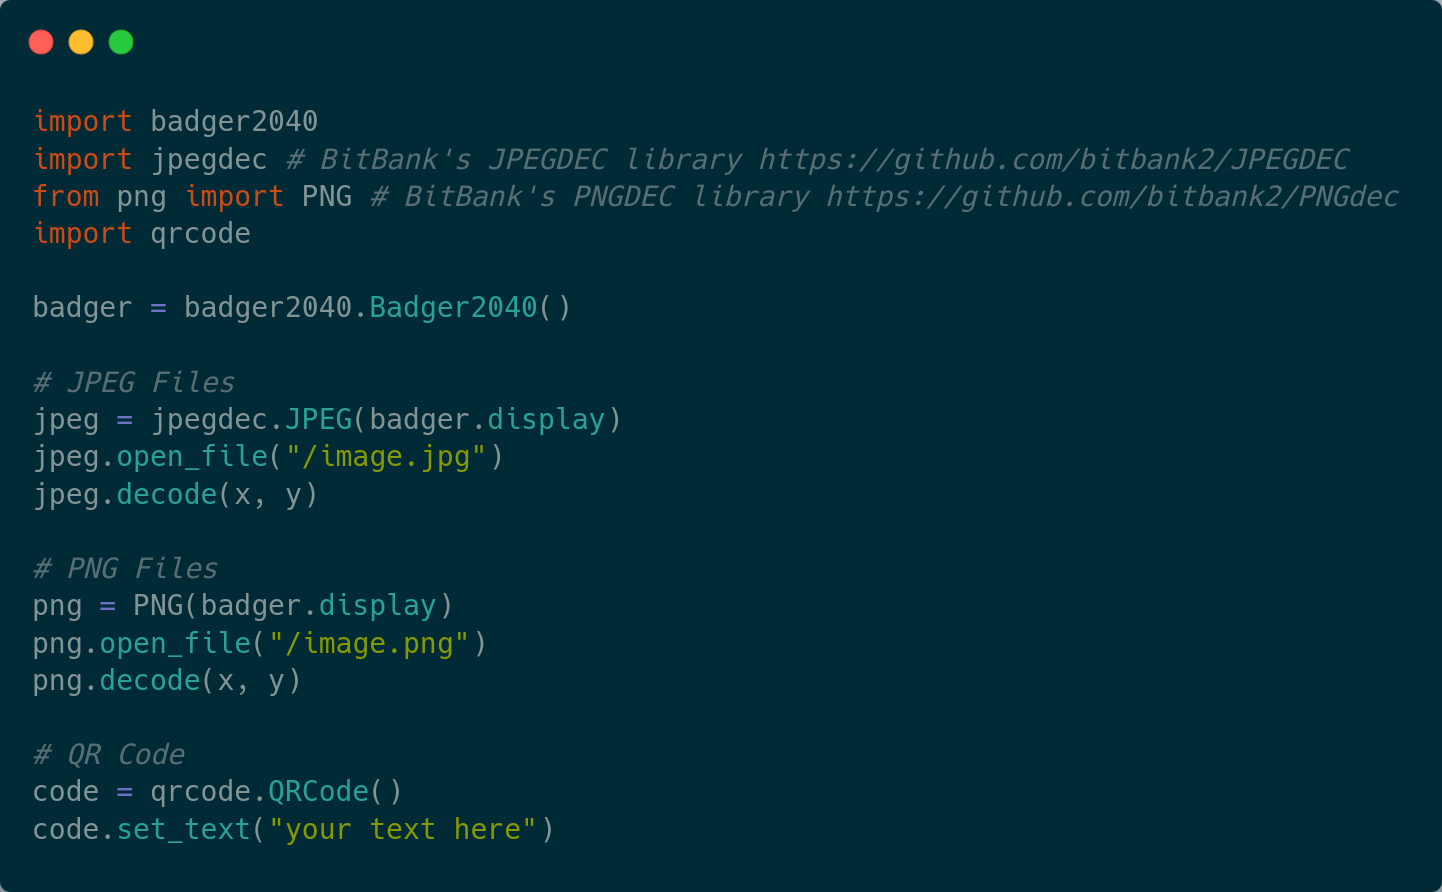 import badger2040
import jpegdec # BitBank's JPEGDEC library https://github.com/bitbank2/JPEGDEC
from png import PNG # BitBank's PNGDEC library https://github.com/bitbank2/PNGdec
import qrcode

badger = badger2040.Badger2040()

# JPEG Files
jpeg = jpegdec.JPEG(badger.display)
jpeg.open_file("/image.jpg")
jpeg.decode(x, y)

# PNG Files
png = PNG(badger.display)
png.open_file("/image.png")
png.decode(x, y)

# QR Code
code = qrcode.QRCode()
code.set_text("your text here")